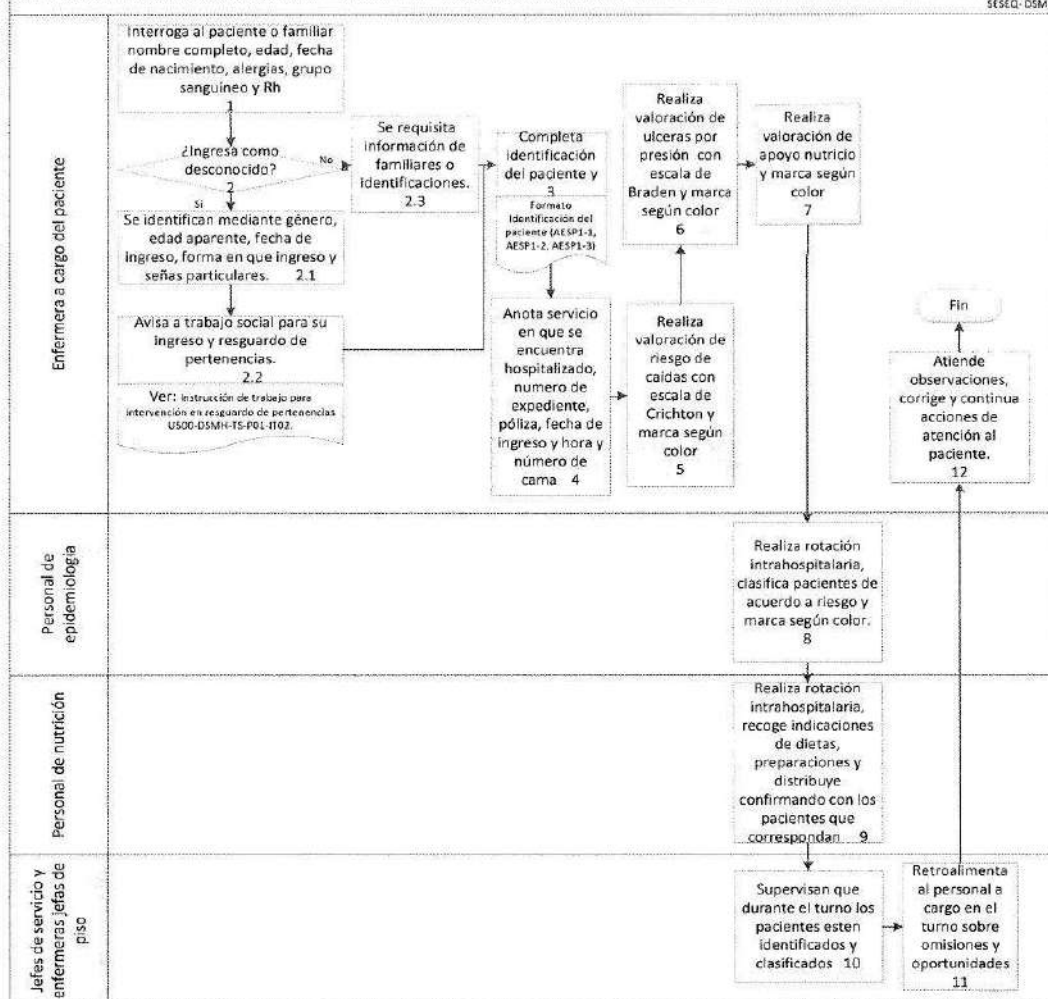 SESEQ- DSM
Enfermera a cargo del paciente
Interroga al paciente o familiar
nombre completo, edad, fecha
de nacimiento, alergias, grupo
sanguíneo y Rh
1
¿Ingresa como
desconocido?
2
No
Si
Se identifican mediante género,
edad aparente, fecha de
ingreso, forma en que ingreso y
señas particulares. 2.1
Avisa a trabajo social para su
ingreso y resguardo de
pertenencias.
2.2
Ver: Instrucción de trabajo para
intervención en resguardo de pertenencias
U500-DSMH-TS-P01-IT02.
Se requisita
información de
familiares o
identificaciones.
2.3
Completa
identificación
del paciente y
3
Formato
Identificación del
paciente (AESP1-1,
AESP1-2, AESP1-3)
Anota servicio
en que se
encuentra
hospitalizado,
numero de
expediente,
póliza, fecha de
ingreso y hora y
número de
cama 4
Realiza
valoración de
riesgo de
caídas con
escala de
Crichton y
marca según
color
5
Realiza
valoración de
ulceras por
presión con
escala de
Braden y marca
según color
6
Realiza
valoración de
apoyo nutricio
y marca según
color
7
Personal de
epidemiología
Realiza rotación
intrahospitalaria,
clasifica pacientes de
acuerdo a riesgo y
marca según color.
8
Personal de nutrición
Realiza rotación
intrahospitalaria,
recoge indicaciones
de dietas,
preparaciones y
distribuye
confirmando con los
pacientes que
correspondan 9
Jefes de servicio y
enfermeras jefas de
piso
Supervisan que
durante el turno los
pacientes esten
identificados y
clasificados 10
Retroalimenta
al personal a
cargo en el
turno sobre
omisiones y
oportunidades
11
Atiende
observaciones,
corrige y continua
acciones de
atención al
paciente.
12
Fin